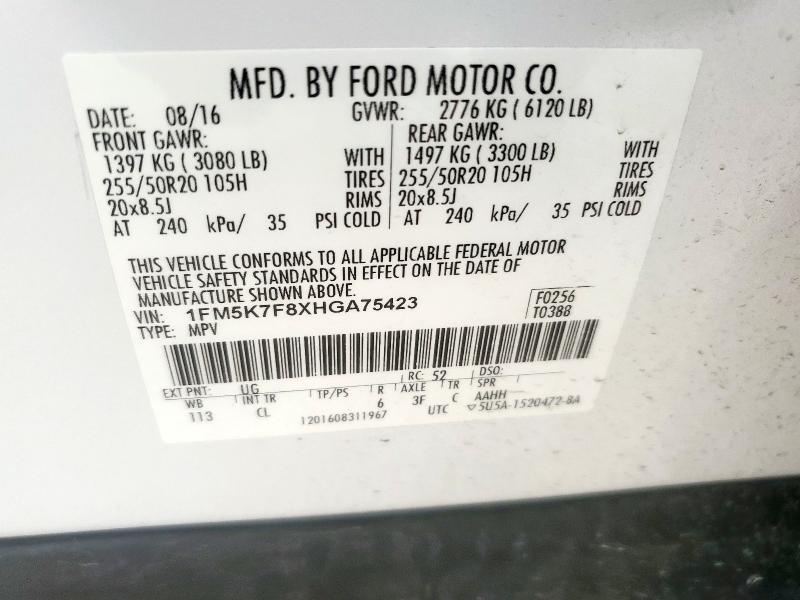 MFD. BY FORD MOTOR CO.
DATE: 08/16 GVWR: 2776 KG ( 6120 LB)
FRONT GAWR: REAR GAWR:
1397 KG ( 3080 LB) WITH 1497 KG ( 3300 LB) WITH
255/50R20 105H TIRES 255/50R20 105H TIRES
20x8.5J RIMS 20x8.5J RIMS
AT 240 kPa/ 35 PSI COLD AT 240 kPa/ 35 PSI COLD
THIS VEHICLE CONFORMS TO ALL APPLICABLE FEDERAL MOTOR
VEHICLE SAFETY STANDARDS IN EFFECT ON THE DATE OF
MANUFACTURE SHOWN ABOVE.
VIN: 1FM5K7F8XHGA75423 F0256
TYPE: MPV T0388
EXT PNT: UG RC: 52 DSO:
WB INT TR TP/PS R AXLE TR SPR
113 CL 6 3F C AAHH
1201608311967 UTC ▽5U5A-1520472-BA